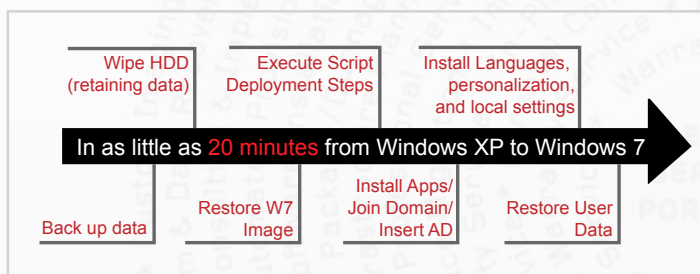 Wipe HDD
(retaining data)
Execute Script
Deployment Steps
Install Languages,
personalization,
and local settings
In as little as 20 minutes from Windows XP to Windows 7
Back up data
Restore W7
Image
Install Apps/
Join Domain/
Insert AD
Restore User
Data